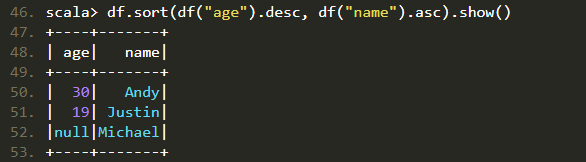 46. scala> df.sort(df("age").desc, df("name").asc).show()
47. +----+-------+
48. | age|   name|
49. +----+-------+
50. |  30|   Andy|
51. |  19| Justin|
52. |null|Michael|
53. +----+-------+